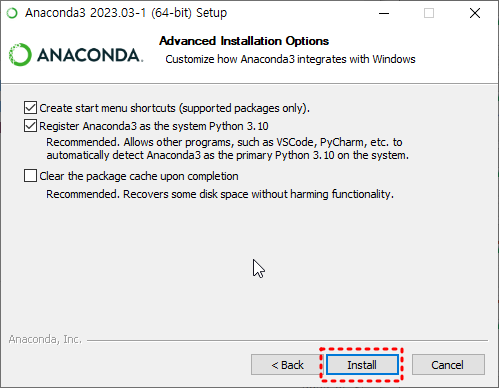 Anaconda3 2023.03-1 (64-bit) Setup
ANACONDA.
Advanced Installation Options
Customize how Anaconda3 integrates with Windows
Create start menu shortcuts (supported packages only).
Register Anaconda3 as the system Python 3.10
Recommended. Allows other programs, such as VSCode, PyCharm, etc. to
automatically detect Anaconda3 as the primary Python 3.10 on the system.
Clear the package cache upon completion
Recommended. Recovers some disk space without harming functionality.
Anaconda, Inc.
< Back Install Cancel